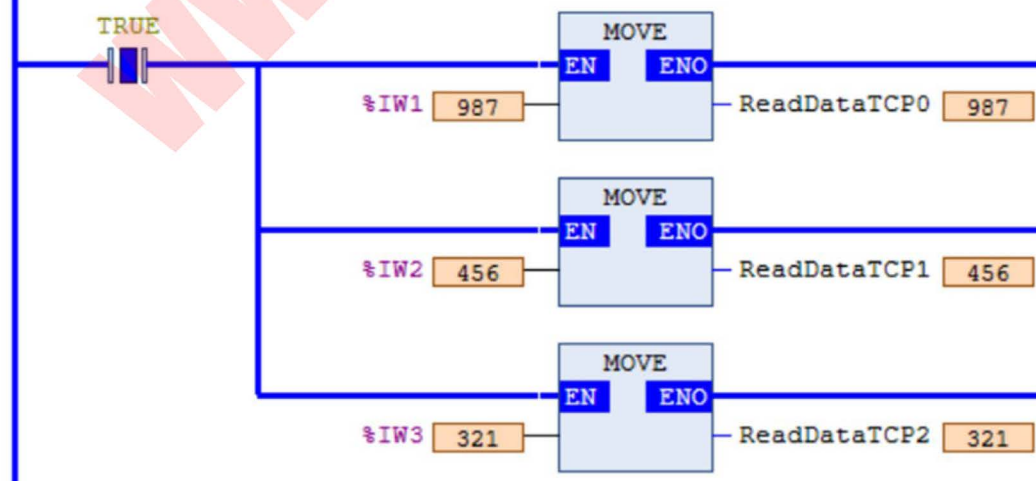 TRUE
MOVE
EN ENO
%IW1 987 ReadDataTCP0 987
MOVE
EN ENO
%IW2 456 ReadDataTCP1 456
MOVE
EN ENO
%IW3 321 ReadDataTCP2 321